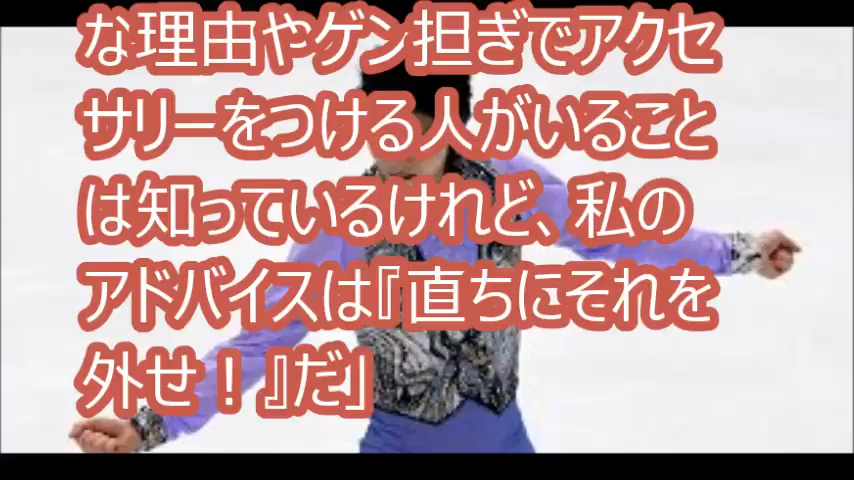 な理由やゲン担ぎでアクセ
サリーをつける人がいること
は知っているけれど、私の
アドバイスは『直ちにそれを
外せ！』だ」